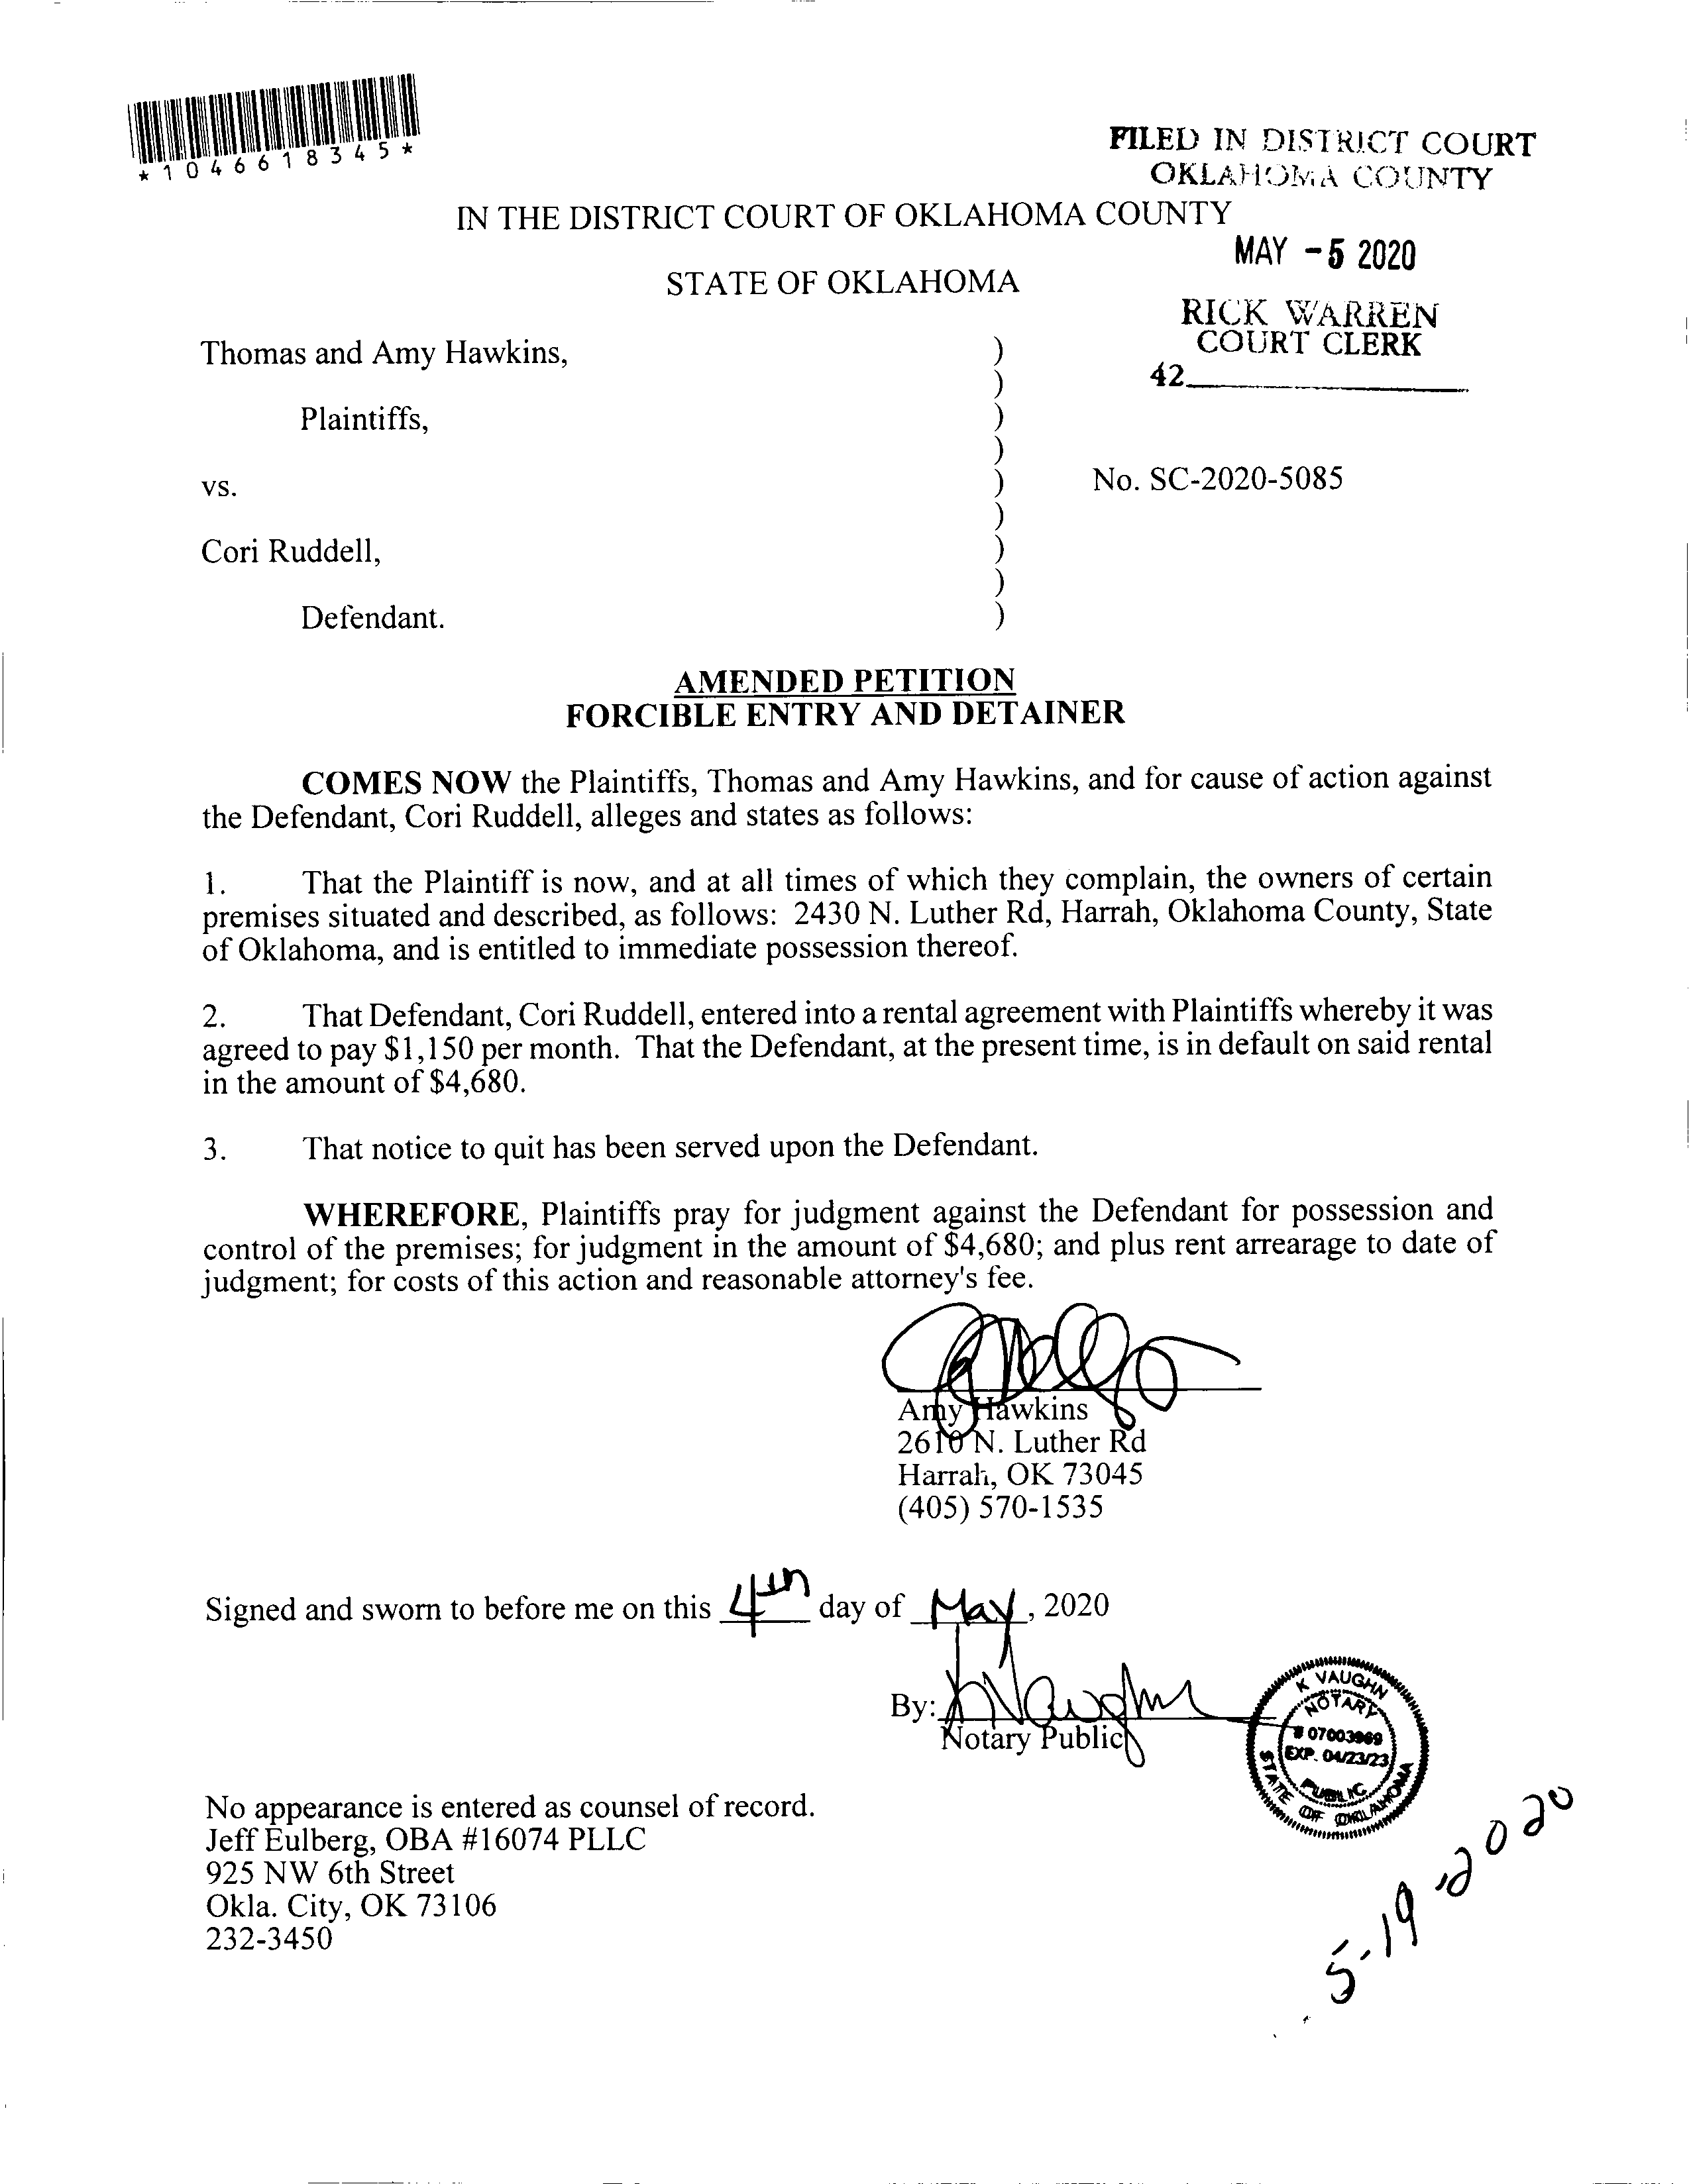 *1046618345*
FILED IN DISTRICT COURT
OKLAHOMA COUNTY
IN THE DISTRICT COURT OF OKLAHOMA COUNTY
MAY -5 2020
STATE OF OKLAHOMA
RICK WARREN
COURT CLERK
42
Thomas and Amy Hawkins, )
)
Plaintiffs, )
)
vs. ) No. SC-2020-5085
)
Cori Ruddell, )
)
Defendant. )
AMENDED PETITION
FORCIBLE ENTRY AND DETAINER
COMES NOW the Plaintiffs, Thomas and Amy Hawkins, and for cause of action against
the Defendant, Cori Ruddell, alleges and states as follows:
1. That the Plaintiff is now, and at all times of which they complain, the owners of certain
premises situated and described, as follows: 2430 N. Luther Rd, Harrah, Oklahoma County, State
of Oklahoma, and is entitled to immediate possession thereof.
2. That Defendant, Cori Ruddell, entered into a rental agreement with Plaintiffs whereby it was
agreed to pay $1,150 per month. That the Defendant, at the present time, is in default on said rental
in the amount of $4,680.
3. That notice to quit has been served upon the Defendant.
WHEREFORE, Plaintiffs pray for judgment against the Defendant for possession and
control of the premises; for judgment in the amount of $4,680; and plus rent arrearage to date of
judgment; for costs of this action and reasonable attorney's fee.
Amy Hawkins
2610 N. Luther Rd
Harrah, OK 73045
(405) 570-1535
Signed and sworn to before me on this 4th day of May, 2020
By: K Vaughn
Notary Public
K VAUGHN
NOTARY
# 07003969
EXP. 04/23/23
PUBLIC
STATE OF OKLAHOMA
No appearance is entered as counsel of record.
Jeff Eulberg, OBA #16074 PLLC
925 NW 6th Street
Okla. City, OK 73106
232-3450
5-19-2020